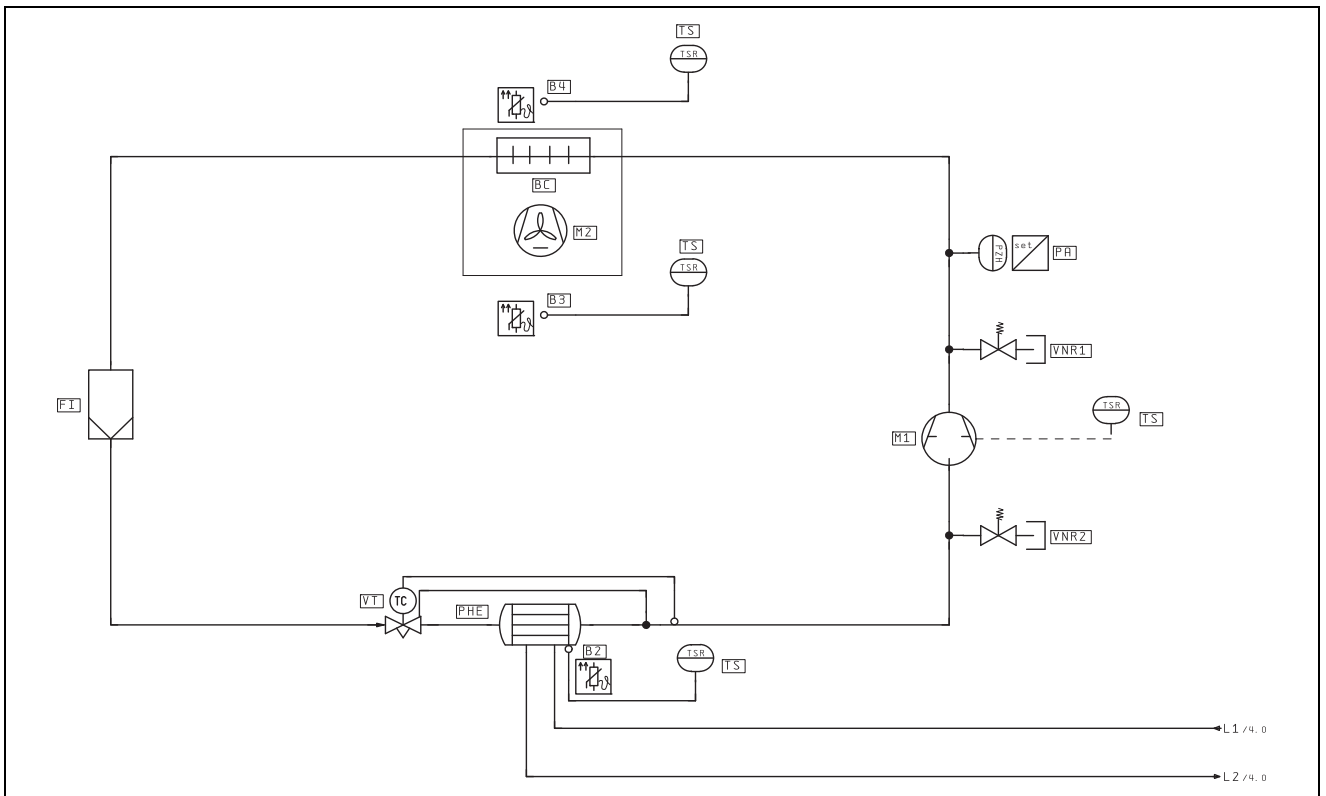 TS
TSR
B4
BC
M2
TS
TSR
B3
PZH
set
PA
VNR1
FI
M1
TSR
TS
VNR2
VT
TC
PHE
B2
TSR
TS
L1 /4.0
L2 /4.0